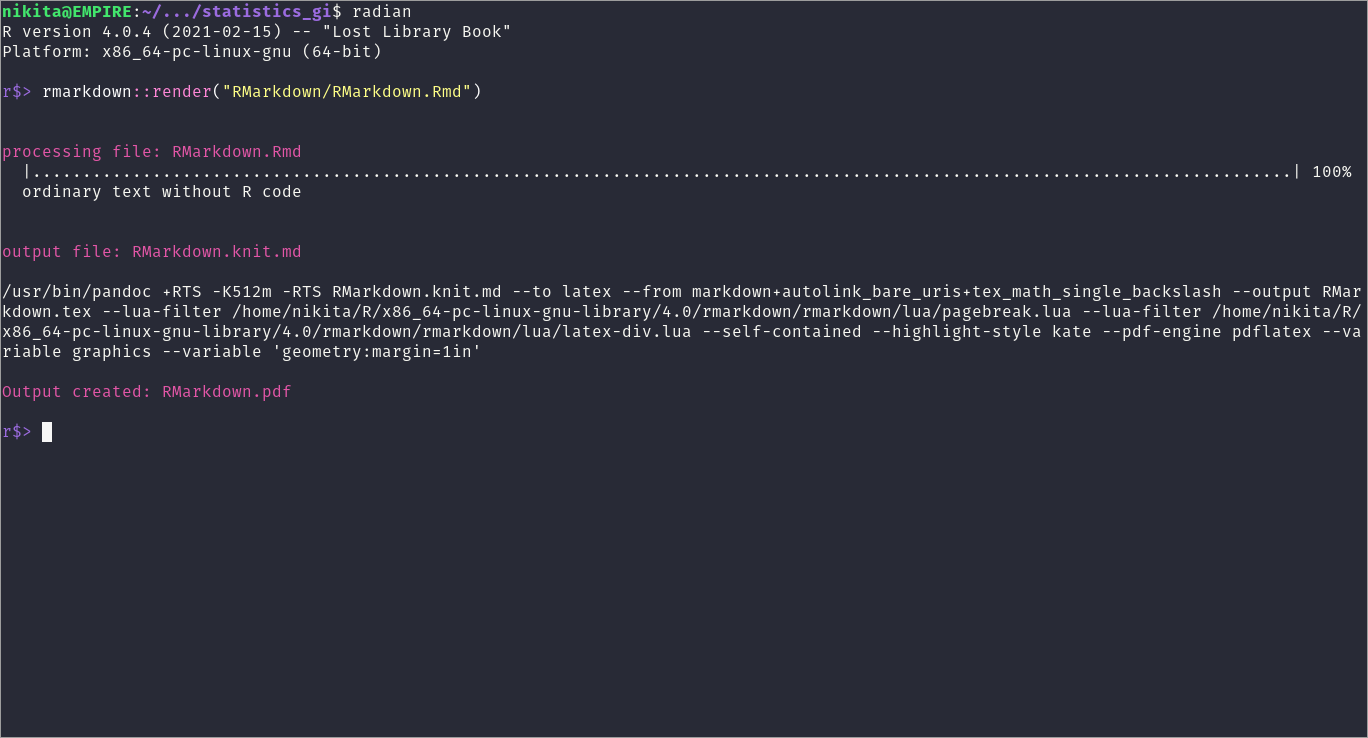 nikita@EMPIRE:~/.../statistics_gi$ radian
R version 4.0.4 (2021-02-15) -- "Lost Library Book"
Platform: x86_64-pc-linux-gnu (64-bit)
r$> rmarkdown::render("RMarkdown/RMarkdown.Rmd")
processing file: RMarkdown.Rmd
|..............................................................................................................................| 100%
ordinary text without R code
output file: RMarkdown.knit.md
/usr/bin/pandoc +RTS -K512m -RTS RMarkdown.knit.md --to latex --from markdown+autolink_bare_uris+tex_math_single_backslash --output RMar
kdown.tex --lua-filter /home/nikita/R/x86_64-pc-linux-gnu-library/4.0/rmarkdown/rmarkdown/lua/pagebreak.lua --lua-filter /home/nikita/R/
x86_64-pc-linux-gnu-library/4.0/rmarkdown/rmarkdown/lua/latex-div.lua --self-contained --highlight-style kate --pdf-engine pdflatex --va
riable graphics --variable 'geometry:margin=1in'
Output created: RMarkdown.pdf
r$>